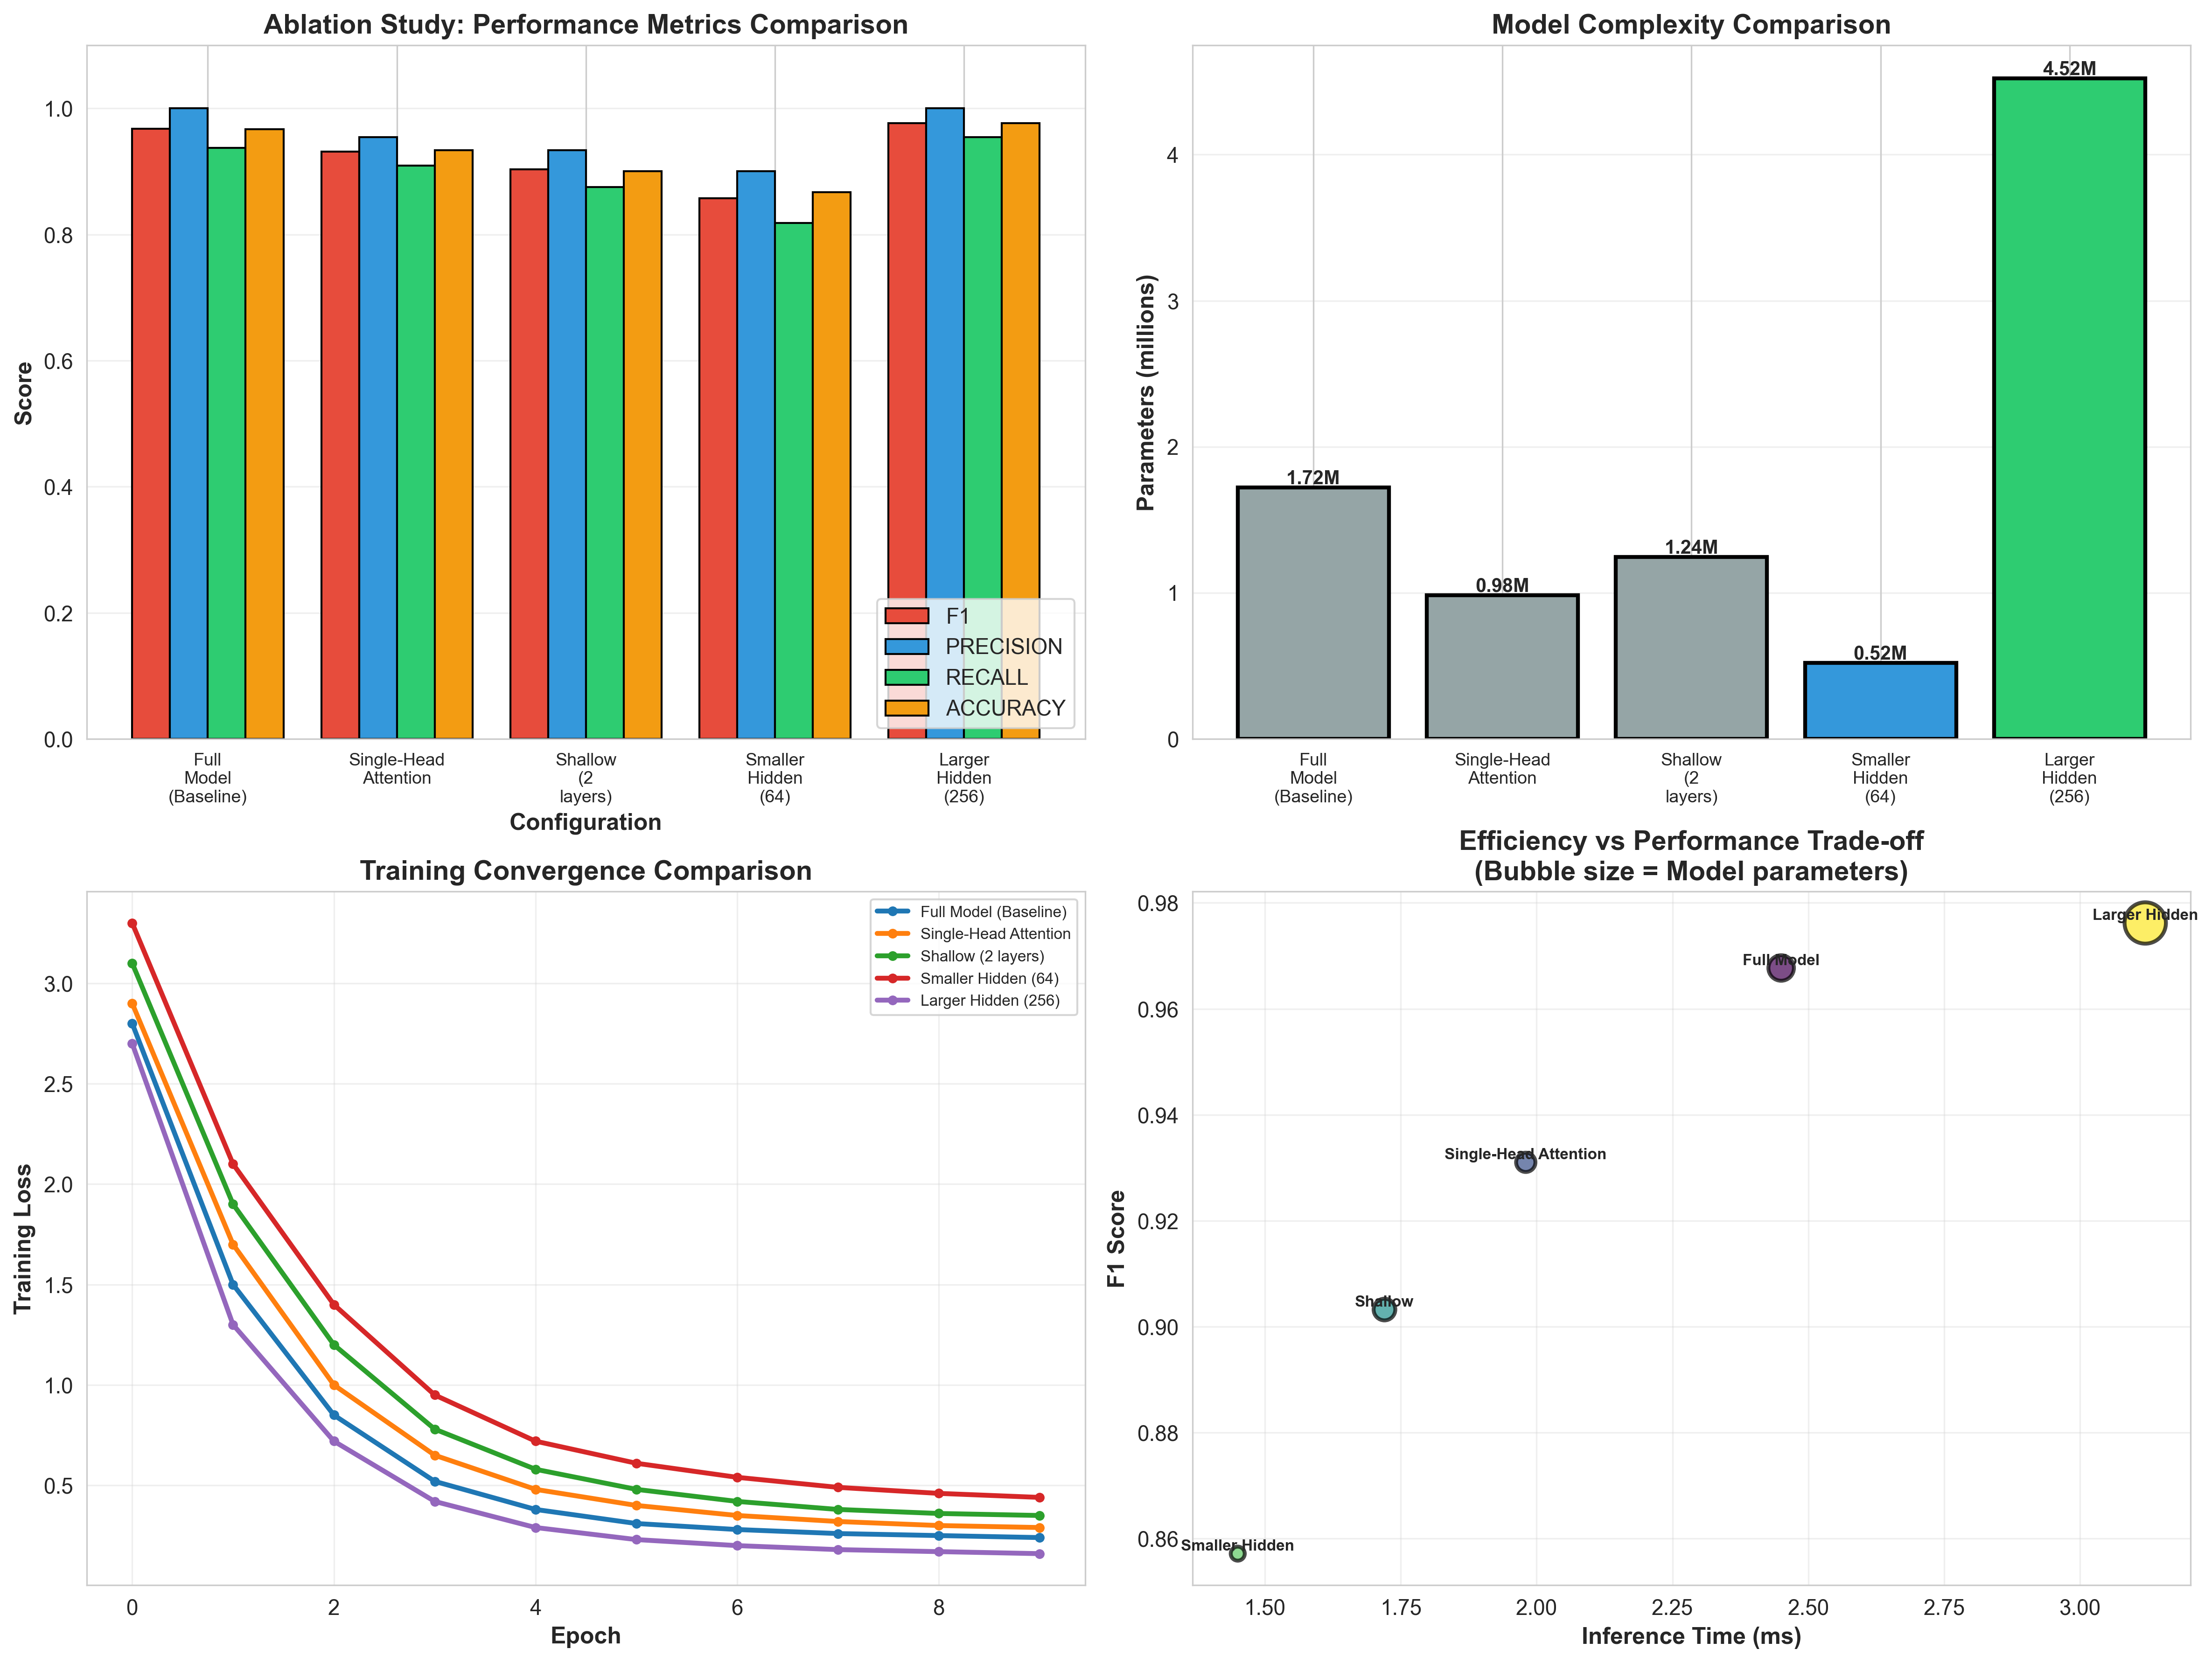 Ablation Study: Performance Metrics Comparison
Score
1.0
0.8
0.6
0.4
0.2
0.0
F1
PRECISION
RECALL
ACCURACY
Full
Model
(Baseline)
Single-Head
Attention
Shallow
(2
layers)
Smaller
Hidden
(64)
Larger
Hidden
(256)
Configuration
Model Complexity Comparison
Parameters (millions)
4
3
2
1
0
1.72M
0.98M
1.24M
0.52M
4.52M
Full
Model
(Baseline)
Single-Head
Attention
Shallow
(2
layers)
Smaller
Hidden
(64)
Larger
Hidden
(256)
Training Convergence Comparison
Training Loss
3.0
2.5
2.0
1.5
1.0
0.5
Full Model (Baseline)
Single-Head Attention
Shallow (2 layers)
Smaller Hidden (64)
Larger Hidden (256)
0
2
4
6
8
Epoch
Efficiency vs Performance Trade-off
(Bubble size = Model parameters)
F1 Score
0.98
0.96
0.94
0.92
0.90
0.88
0.86
Larger Hidden
Full Model
Single-Head Attention
Shallow
Smaller Hidden
1.50
1.75
2.00
2.25
2.50
2.75
3.00
Inference Time (ms)